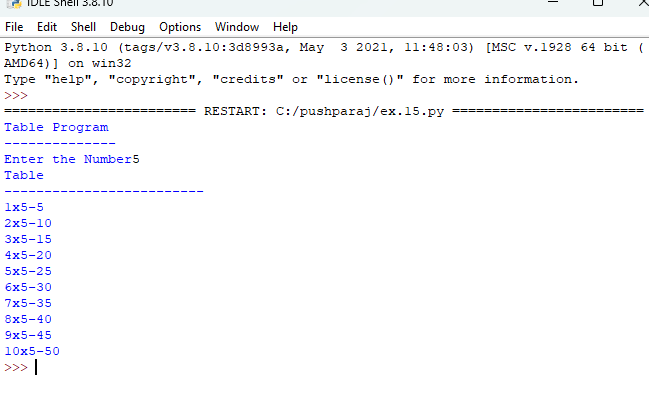 IDLE Shell 3.8.10
File Edit Shell Debug Options Window Help
Python 3.8.10 (tags/v3.8.10:3d8993a, May  3 2021, 11:48:03) [MSC v.1928 64 bit (
AMD64)] on win32
Type "help", "copyright", "credits" or "license()" for more information.
>>>
======================== RESTART: C:/pushparaj/ex.15.py ========================
Table Program
--------------
Enter the Number5
Table
-------------------------
1x5-5
2x5-10
3x5-15
4x5-20
5x5-25
6x5-30
7x5-35
8x5-40
9x5-45
10x5-50
>>>